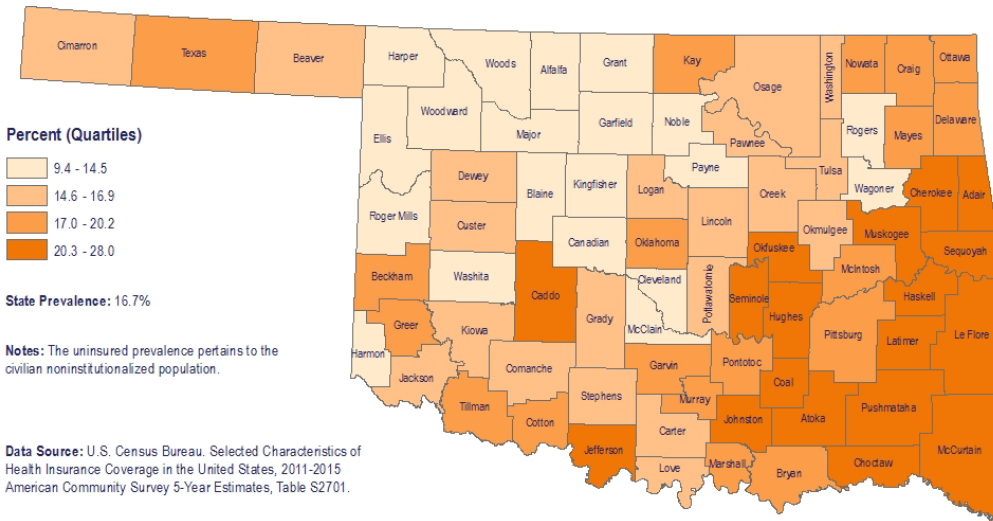 Cimarron
Texas
Beaver
Harper
Woods
Alfalfa
Grant
Kay
Osage
Washington
Nowata
Craig
Ottawa
Woodward
Ellis
Major
Garfield
Noble
Pawnee
Rogers
Mayes
Delaware
Percent (Quartiles)
9.4 - 14.5
14.6 - 16.9
17.0 - 20.2
20.3 - 28.0
Dewey
Blaine
Kingfisher
Logan
Payne
Creek
Tulsa
Wagoner
Cherokee
Adair
Roger Mills
Custer
Canadian
Oklahoma
Lincoln
Okmulgee
Okfuskee
Muskogee
Sequoyah
McIntosh
Beckham
Washita
Caddo
Cleveland
Pottawatomie
Seminole
Hughes
Haskell
State Prevalence: 16.7%
Greer
Kiowa
Grady
McClain
Pittsburg
Latimer
Le Flore
Notes: The uninsured prevalence pertains to the
civilian noninstitutionalized population.
Harmon
Jackson
Comanche
Garvin
Pontotoc
Coal
Stephens
Murray
Johnston
Atoka
Pushmataha
Tillman
Cotton
Jefferson
Carter
Love
Marshall
Bryan
Choctaw
McCurtain
Data Source: U.S. Census Bureau. Selected Characteristics of
Health Insurance Coverage in the United States, 2011-2015
American Community Survey 5-Year Estimates, Table S2701.